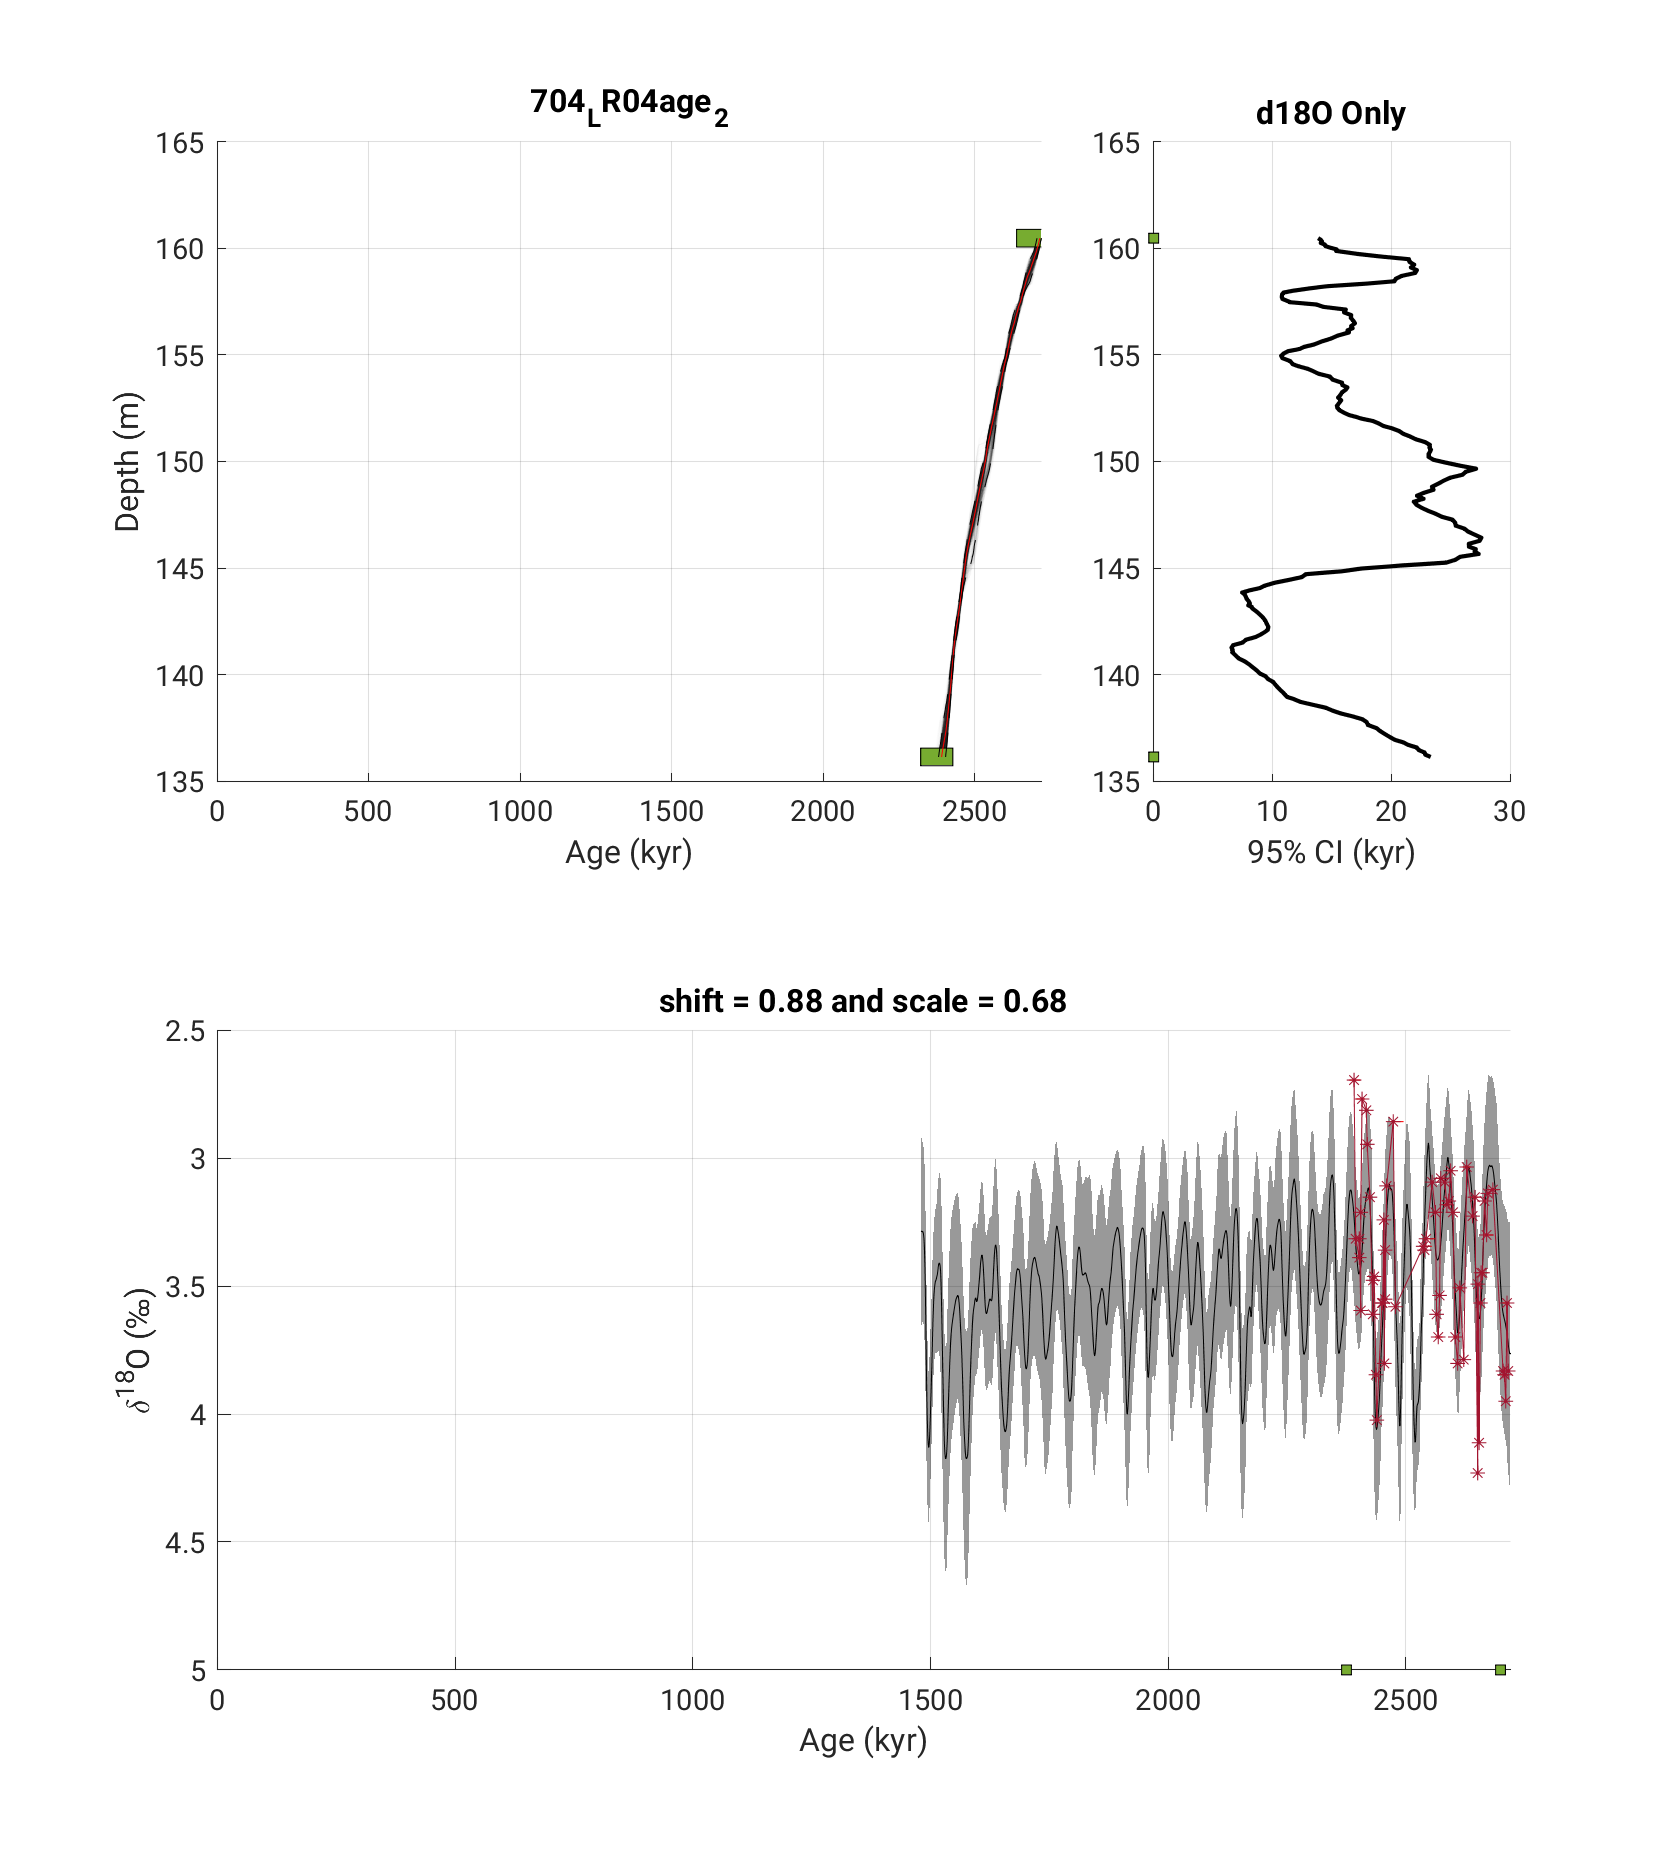 704_LR04age_2
d18O Only
165
160
155
150
145
140
135
Depth (m)
0 500 1000 1500 2000 2500
Age (kyr)
165
160
155
150
145
140
135
0 10 20 30
95% CI (kyr)
shift = 0.88 and scale = 0.68
2.5
3
3.5
4
4.5
5
δ18O (‰)
0 500 1000 1500 2000 2500
Age (kyr)